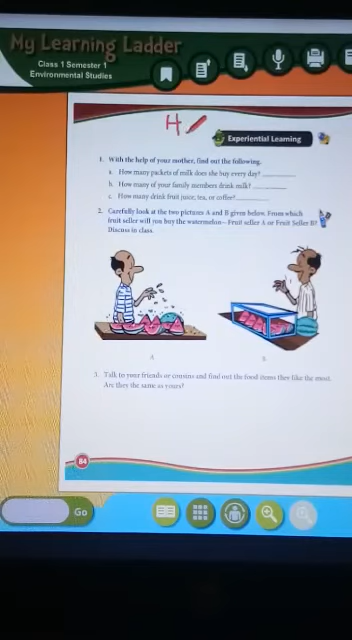 My Learning Ladder
Class 1 Semester 1
Environmental Studies
H
Experiential Learning
1. With the help of your mother, find out the following.
a. How many packets of milk does she buy every day?
b. How many of your family members drink milk?
c. How many drink fruit juice, tea, or coffee?
2. Carefully look at the two pictures A and B given below. From which
fruit seller will you buy the watermelon— Fruit seller A or Fruit Seller B?
Discuss in class.
A.
B.
3. Talk to your friends or cousins and find out the food items they like the most.
Are they the same as yours?
84
Go